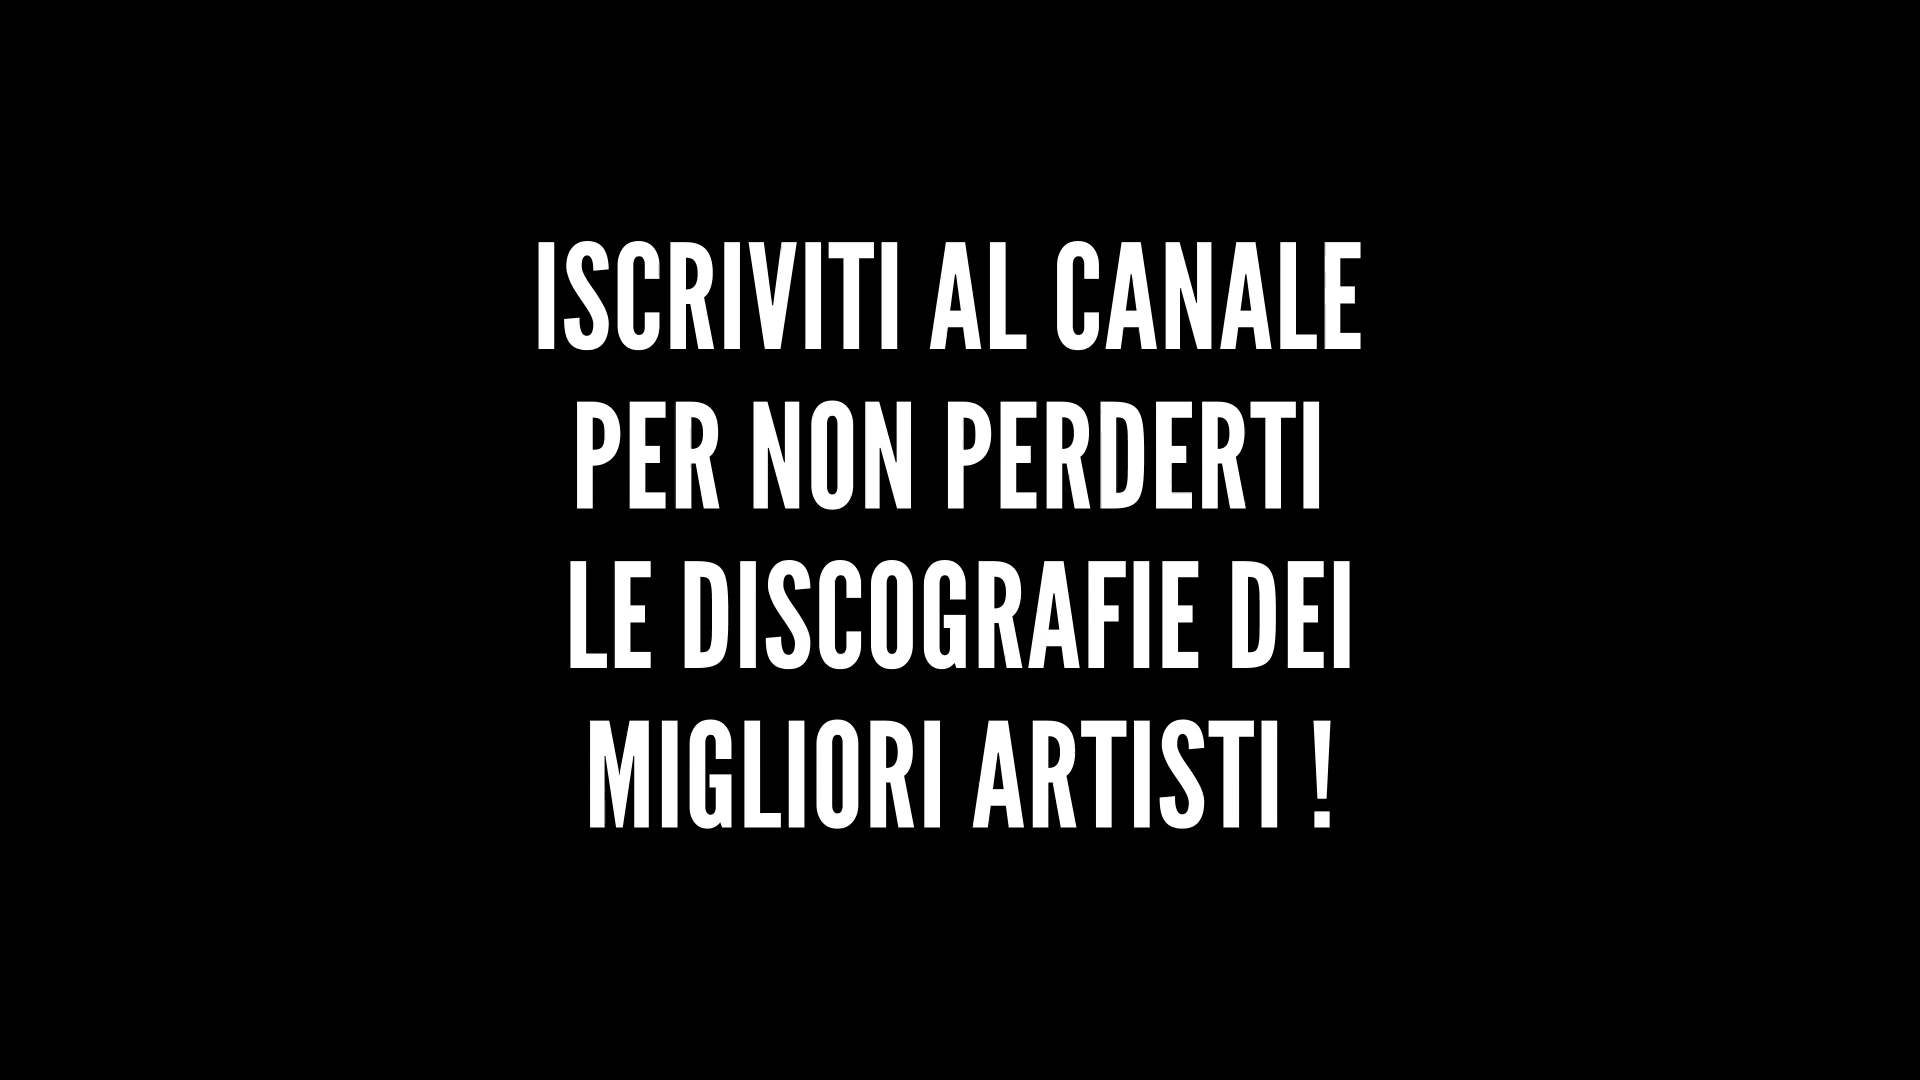 ISCRIVITI AL CANALE
PER NON PERDERTI
LE DISCOGRAFIE DEI
MIGLIORI ARTISTI !